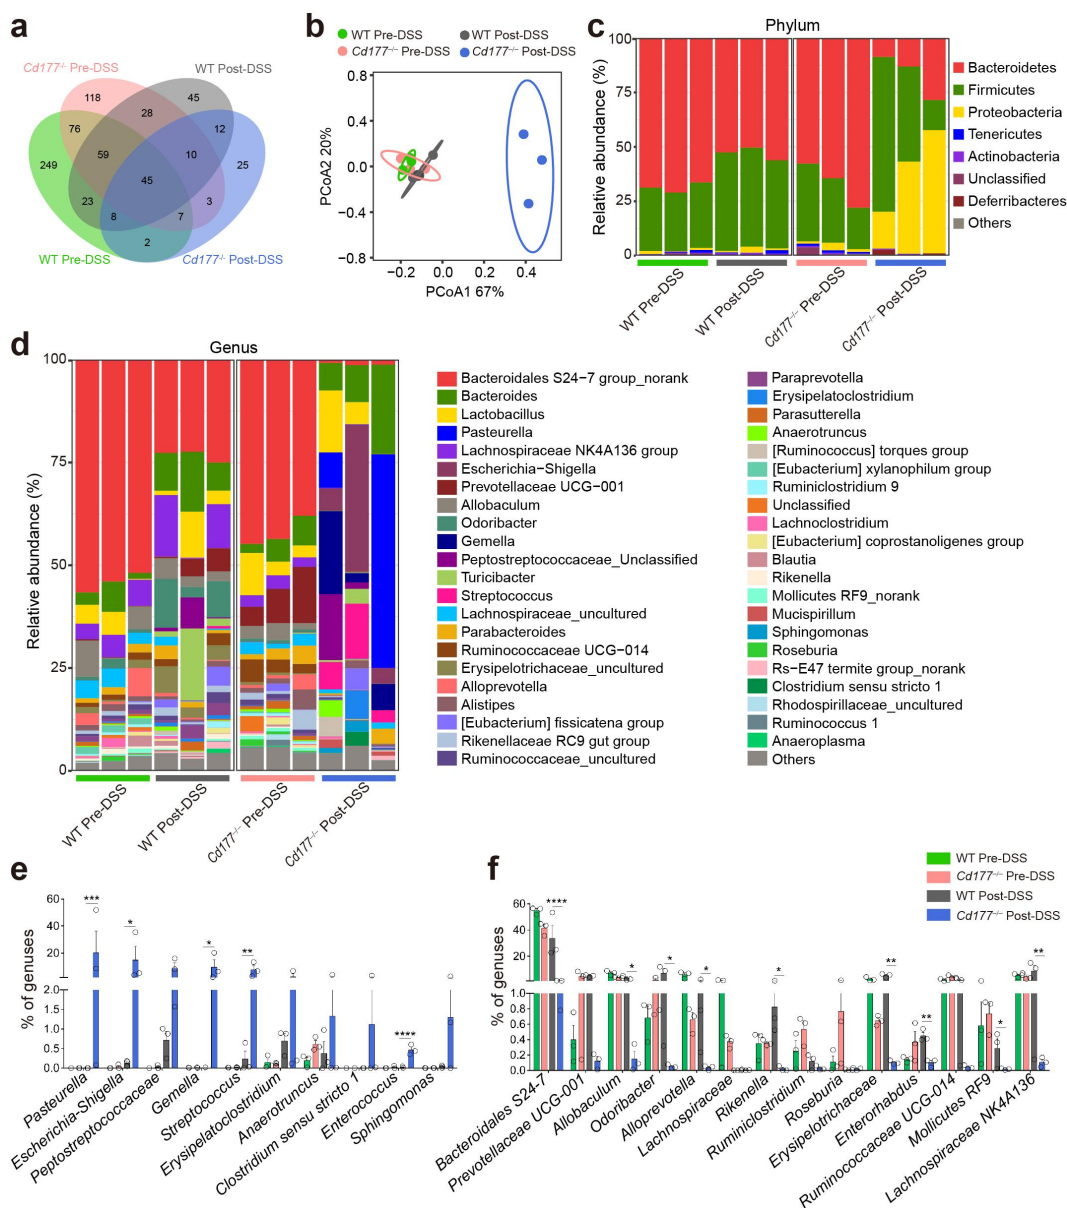 a
Cd177-/- Pre-DSS
WT Post-DSS
118
45
28
76
12
249
59
10
25
45
23
3
8
7
2
WT Pre-DSS
Cd177-/- Post-DSS
b
WT Pre-DSS
WT Post-DSS
Cd177-/- Pre-DSS
Cd177-/- Post-DSS
0.8
0.4
0.0
−0.4
−0.8
PCoA2 20%
−0.2
0.0
0.2
0.4
PCoA1 67%
c
Phylum
Relative abundance (%)
100
75
50
25
0
WT Pre-DSS
WT Post-DSS
Cd177-/- Pre-DSS
Cd177-/- Post-DSS
Bacteroidetes
Firmicutes
Proteobacteria
Tenericutes
Actinobacteria
Unclassified
Deferribacteres
Others
d
Genus
Relative abundance (%)
100
75
50
25
0
WT Pre-DSS
WT Post-DSS
Cd177-/- Pre-DSS
Cd177-/- Post-DSS
Bacteroidales S24−7 group_norank
Bacteroides
Lactobacillus
Pasteurella
Lachnospiraceae NK4A136 group
Escherichia−Shigella
Prevotellaceae UCG−001
Allobaculum
Odoribacter
Gemella
Peptostreptococcaceae_Unclassified
Turicibacter
Streptococcus
Lachnospiraceae_uncultured
Parabacteroides
Ruminococcaceae UCG−014
Erysipelotrichaceae_uncultured
Alloprevotella
Alistipes
[Eubacterium] fissicatena group
Rikenellaceae RC9 gut group
Ruminococcaceae_uncultured
Paraprevotella
Erysipelatoclostridium
Parasutterella
Anaerotruncus
[Ruminococcus] torques group
[Eubacterium] xylanophilum group
Ruminiclostridium 9
Unclassified
Lachnoclostridium
[Eubacterium] coprostanoligenes group
Blautia
Rikenella
Mollicutes RF9_norank
Mucispirillum
Sphingomonas
Roseburia
Rs−E47 termite group_norank
Clostridium sensu stricto 1
Rhodospirillaceae_uncultured
Ruminococcus 1
Anaeroplasma
Others
e
% of genuses
60
40
20
2.0
1.5
1.0
0.5
0.0
***
*
*
**
****
Pasteurella
Escherichia-Shigella
Peptostreptococcaceae
Gemella
Streptococcus
Erysipelatoclostridium
Anaerotruncus
Clostridium sensu stricto 1
Enterococcus
Sphingomonas
f
WT Pre-DSS
Cd177-/- Pre-DSS
WT Post-DSS
Cd177-/- Post-DSS
% of genuses
60
40
20
1.0
0.8
0.6
0.4
0.2
0.0
****
*
*
*
*
**
**
*
**
Bacteroidales S24-7
Prevotellaceae UCG-001
Allobaculum
Odoribacter
Alloprevotella
Lachnospiraceae
Rikenella
Ruminiclostridium
Roseburia
Erysipelotrichaceae
Enterorhabdus
Ruminococcaceae UCG-014
Mollicutes RF9
Lachnospiraceae NK4A136